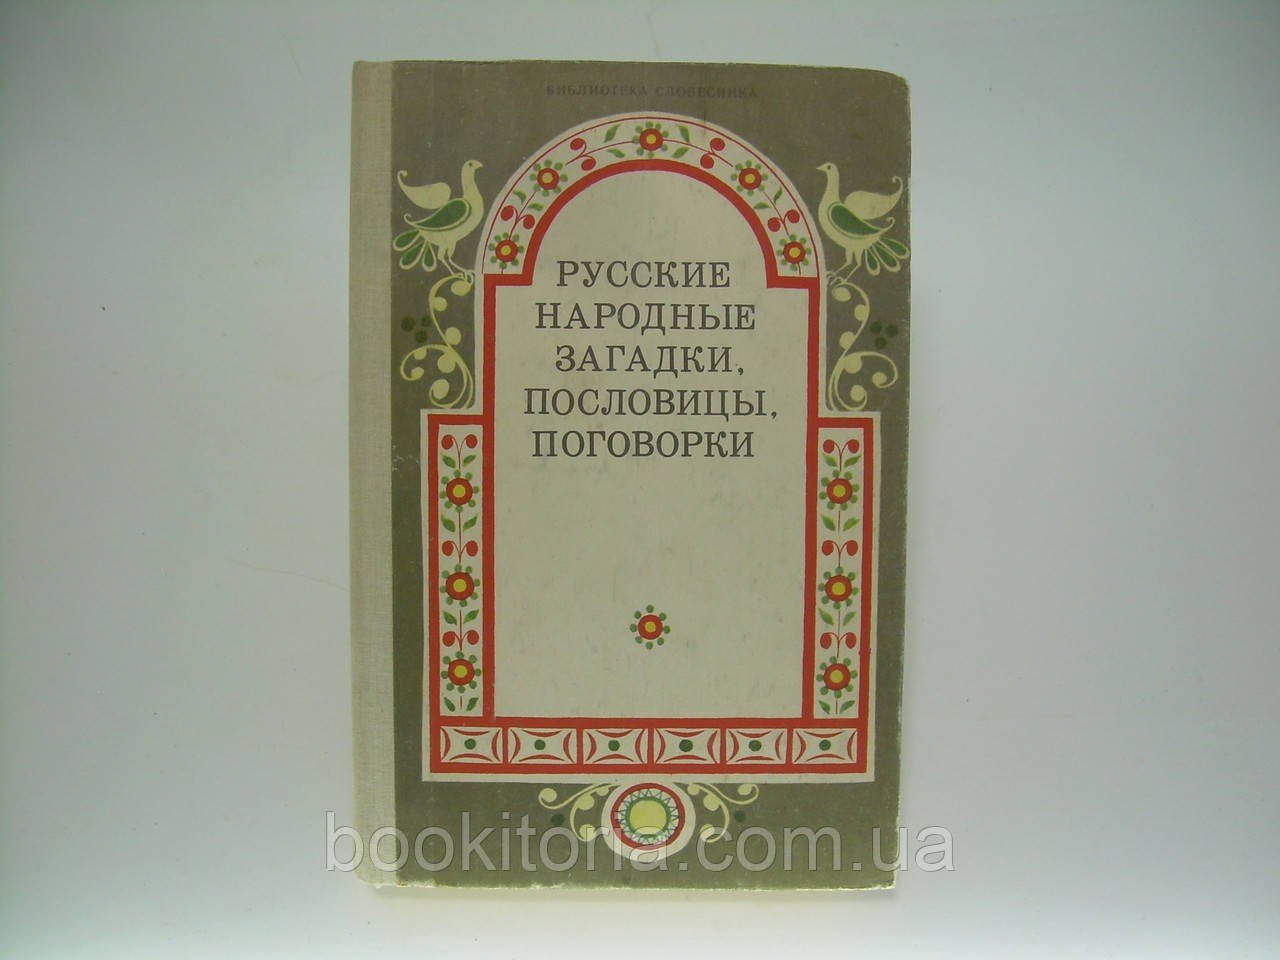 БИБЛИОТЕКА СЛОВЕСНИКА
РУССКИЕ
НАРОДНЫЕ
ЗАГАДКИ,
ПОСЛОВИЦЫ,
ПОГОВОРКИ
bookitoria.com.ua